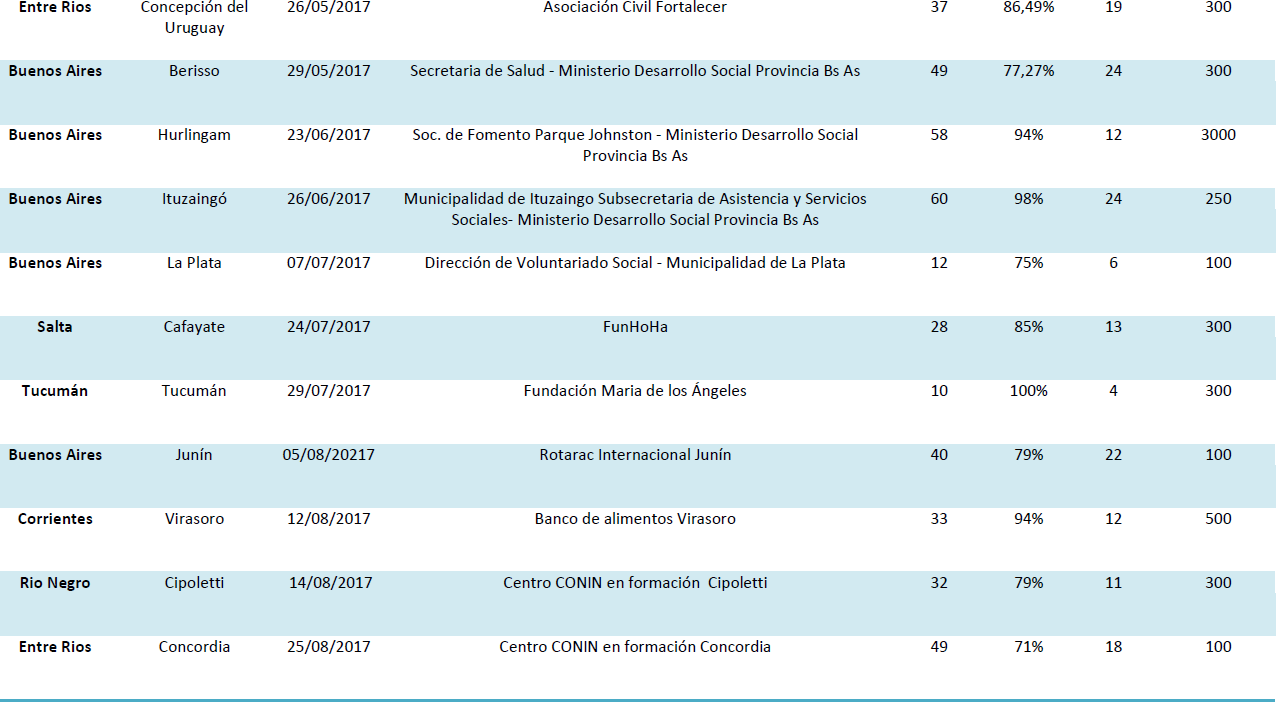 Entre Rios Concepción del Uruguay 26/05/2017 Asociación Civil Fortalecer 37 86,49% 19 300
Buenos Aires Berisso 29/05/2017 Secretaria de Salud - Ministerio Desarrollo Social Provincia Bs As 49 77,27% 24 300
Buenos Aires Hurlingam 23/06/2017 Soc. de Fomento Parque Johnston - Ministerio Desarrollo Social Provincia Bs As 58 94% 12 3000
Buenos Aires Ituzaingó 26/06/2017 Municipalidad de Ituzaingo Subsecretaria de Asistencia y Servicios Sociales- Ministerio Desarrollo Social Provincia Bs As 60 98% 24 250
Buenos Aires La Plata 07/07/2017 Dirección de Voluntariado Social - Municipalidad de La Plata 12 75% 6 100
Salta Cafayate 24/07/2017 FunHoHa 28 85% 13 300
Tucumán Tucumán 29/07/2017 Fundación Maria de los Ángeles 10 100% 4 300
Buenos Aires Junín 05/08/20217 Rotarac Internacional Junín 40 79% 22 100
Corrientes Virasoro 12/08/2017 Banco de alimentos Virasoro 33 94% 12 500
Rio Negro Cipoletti 14/08/2017 Centro CONIN en formación Cipoletti 32 79% 11 300
Entre Rios Concordia 25/08/2017 Centro CONIN en formación Concordia 49 71% 18 100